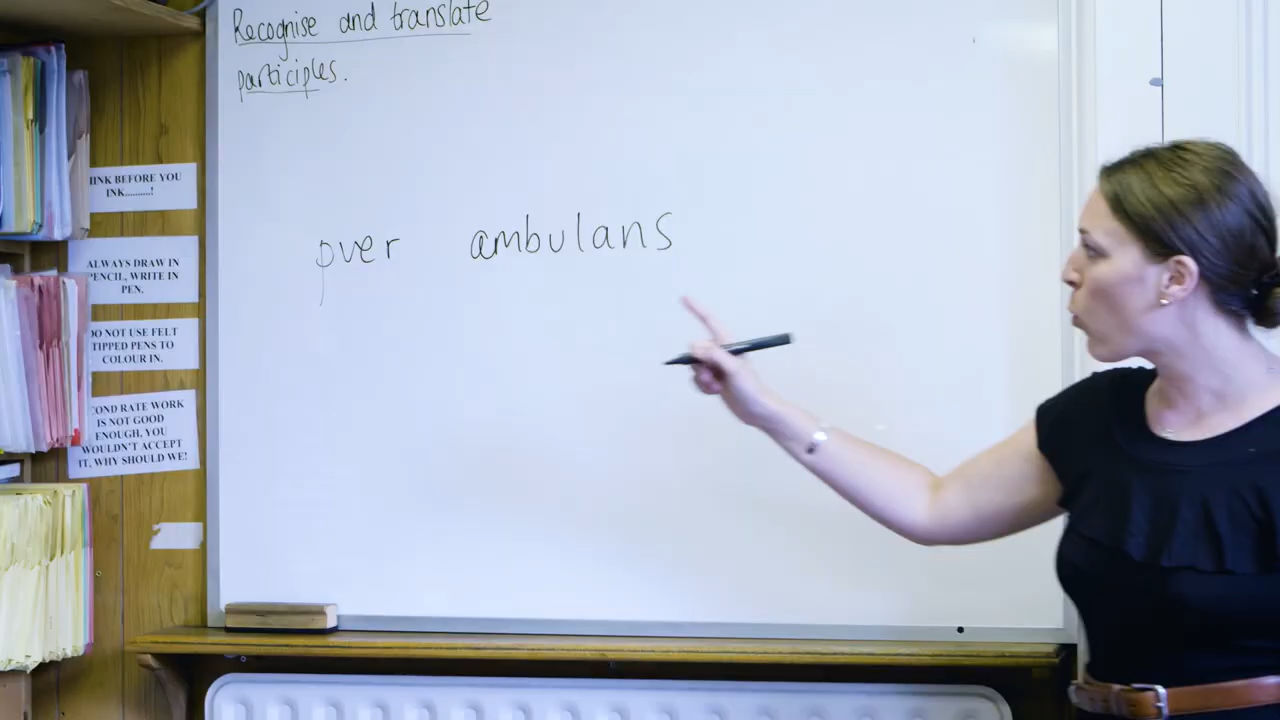 Recognise and translate
participles.
puer ambulans
INK BEFORE YOU
INK..........!
ALWAYS DRAW IN
PENCIL, WRITE IN
PEN.
DO NOT USE FELT
TIPPED PENS TO
COLOUR IN.
OND RATE WORK
IS NOT GOOD
ENOUGH, YOU
WOULDN'T ACCEPT
IT, WHY SHOULD WE!